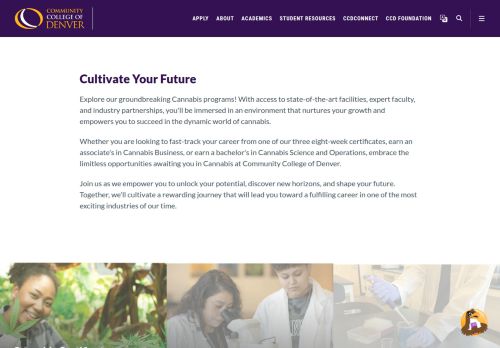 COMMUNITY
COLLEGE OF
DENVER
APPLY ABOUT ACADEMICS STUDENT RESOURCES CCDCONNECT CCD FOUNDATION
Cultivate Your Future
Explore our groundbreaking Cannabis programs! With access to state-of-the-art facilities, expert faculty,
and industry partnerships, you'll be immersed in an environment that nurtures your growth and
empowers you to succeed in the dynamic world of cannabis.
Whether you are looking to fast-track your career from one of our three eight-week certificates, earn an
associate's in Cannabis Business, or earn a bachelor's in Cannabis Science and Operations, embrace the
limitless opportunities awaiting you in Cannabis at Community College of Denver.
Join us as we empower you to unlock your potential, discover new horizons, and shape your future.
Together, we'll cultivate a rewarding journey that will lead you toward a fulfilling career in one of the most
exciting industries of our time.